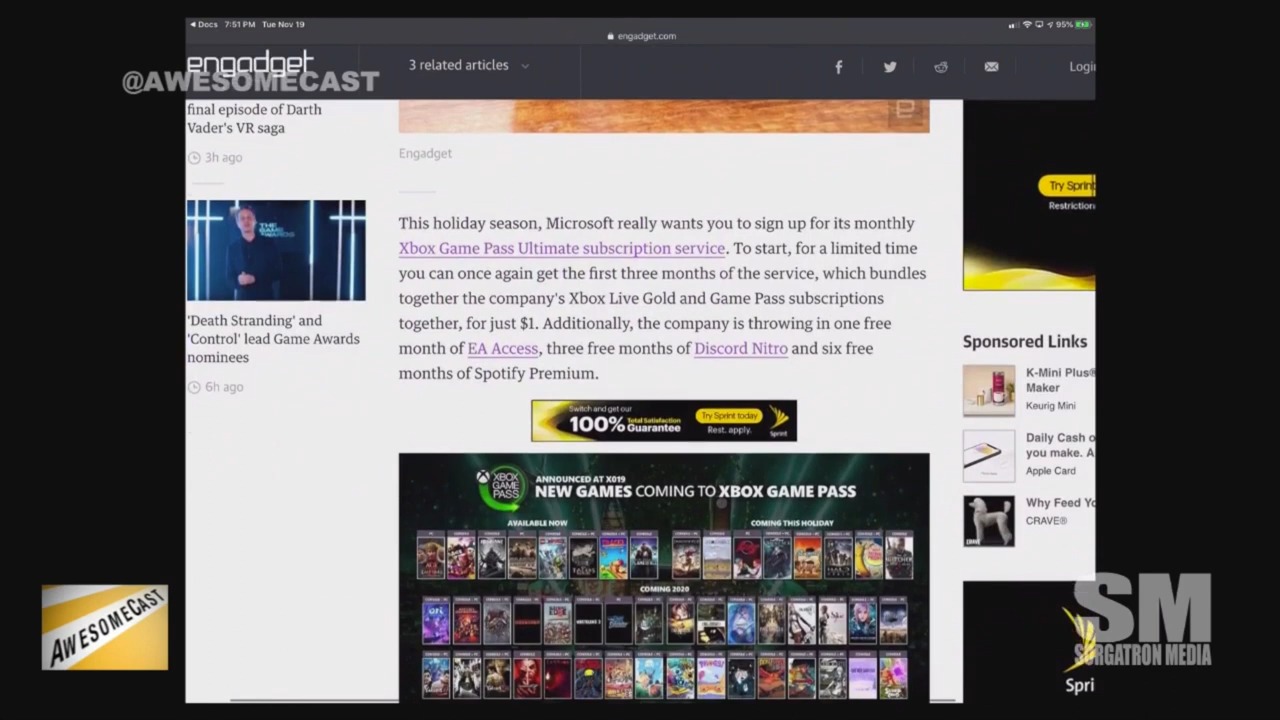 Docs 7:51 PM Tue Nov 19
95%
engadget.com
engadget
3 related articles
Login
@AWESOMECAST
final episode of Darth
Vader's VR saga
3h ago
THE
GAME
AWARDS
'Death Stranding' and
'Control' lead Game Awards
nominees
6h ago
Engadget
This holiday season, Microsoft really wants you to sign up for its monthly
Xbox Game Pass Ultimate subscription service. To start, for a limited time
you can once again get the first three months of the service, which bundles
together the company's Xbox Live Gold and Game Pass subscriptions
together, for just $1. Additionally, the company is throwing in one free
month of EA Access, three free months of Discord Nitro and six free
months of Spotify Premium.
Switch and get our
100% Total Satisfaction
Guarantee
Try Sprint today
Rest. apply.
Sprint
XBOX
GAME
PASS
ANNOUNCED AT X019
NEW GAMES COMING TO XBOX GAME PASS
AVAILABLE NOW
COMING THIS HOLIDAY
COMING 2020
Try Sprint
Restriction
Sponsored Links
K-Mini Plus®
Maker
Keurig Mini
Daily Cash o
you make. A
Apple Card
Why Feed Yo
CRAVE®
Spri
AWESOMECAST
SM
SORGATRON MEDIA